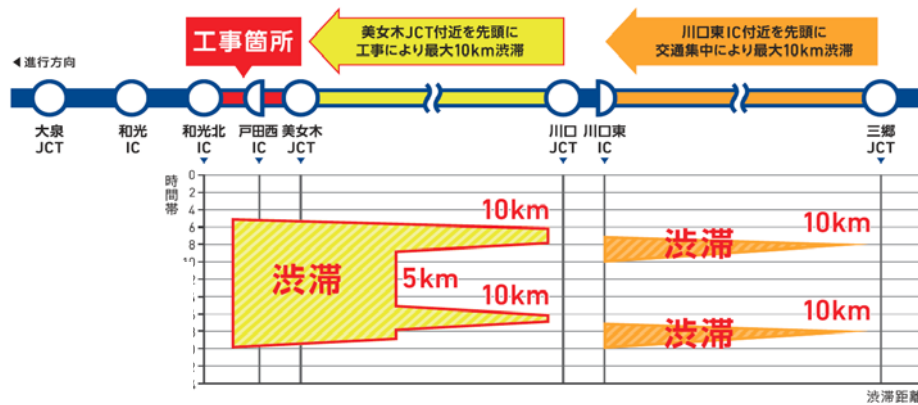 工事箇所
美女木JCT付近を先頭に
工事により最大10km渋滞
川口東IC付近を先頭に
交通集中により最大10km渋滞
◀進行方向
大泉
JCT
和光
IC
和光北
IC
戸田西
IC
美女木
JCT
川口
JCT
川口東
IC
三郷
JCT
時間帯
0
2
4
6
8
10
渋滞
10km
5km
10km
渋滞
10km
渋滞
10km
渋滞距離